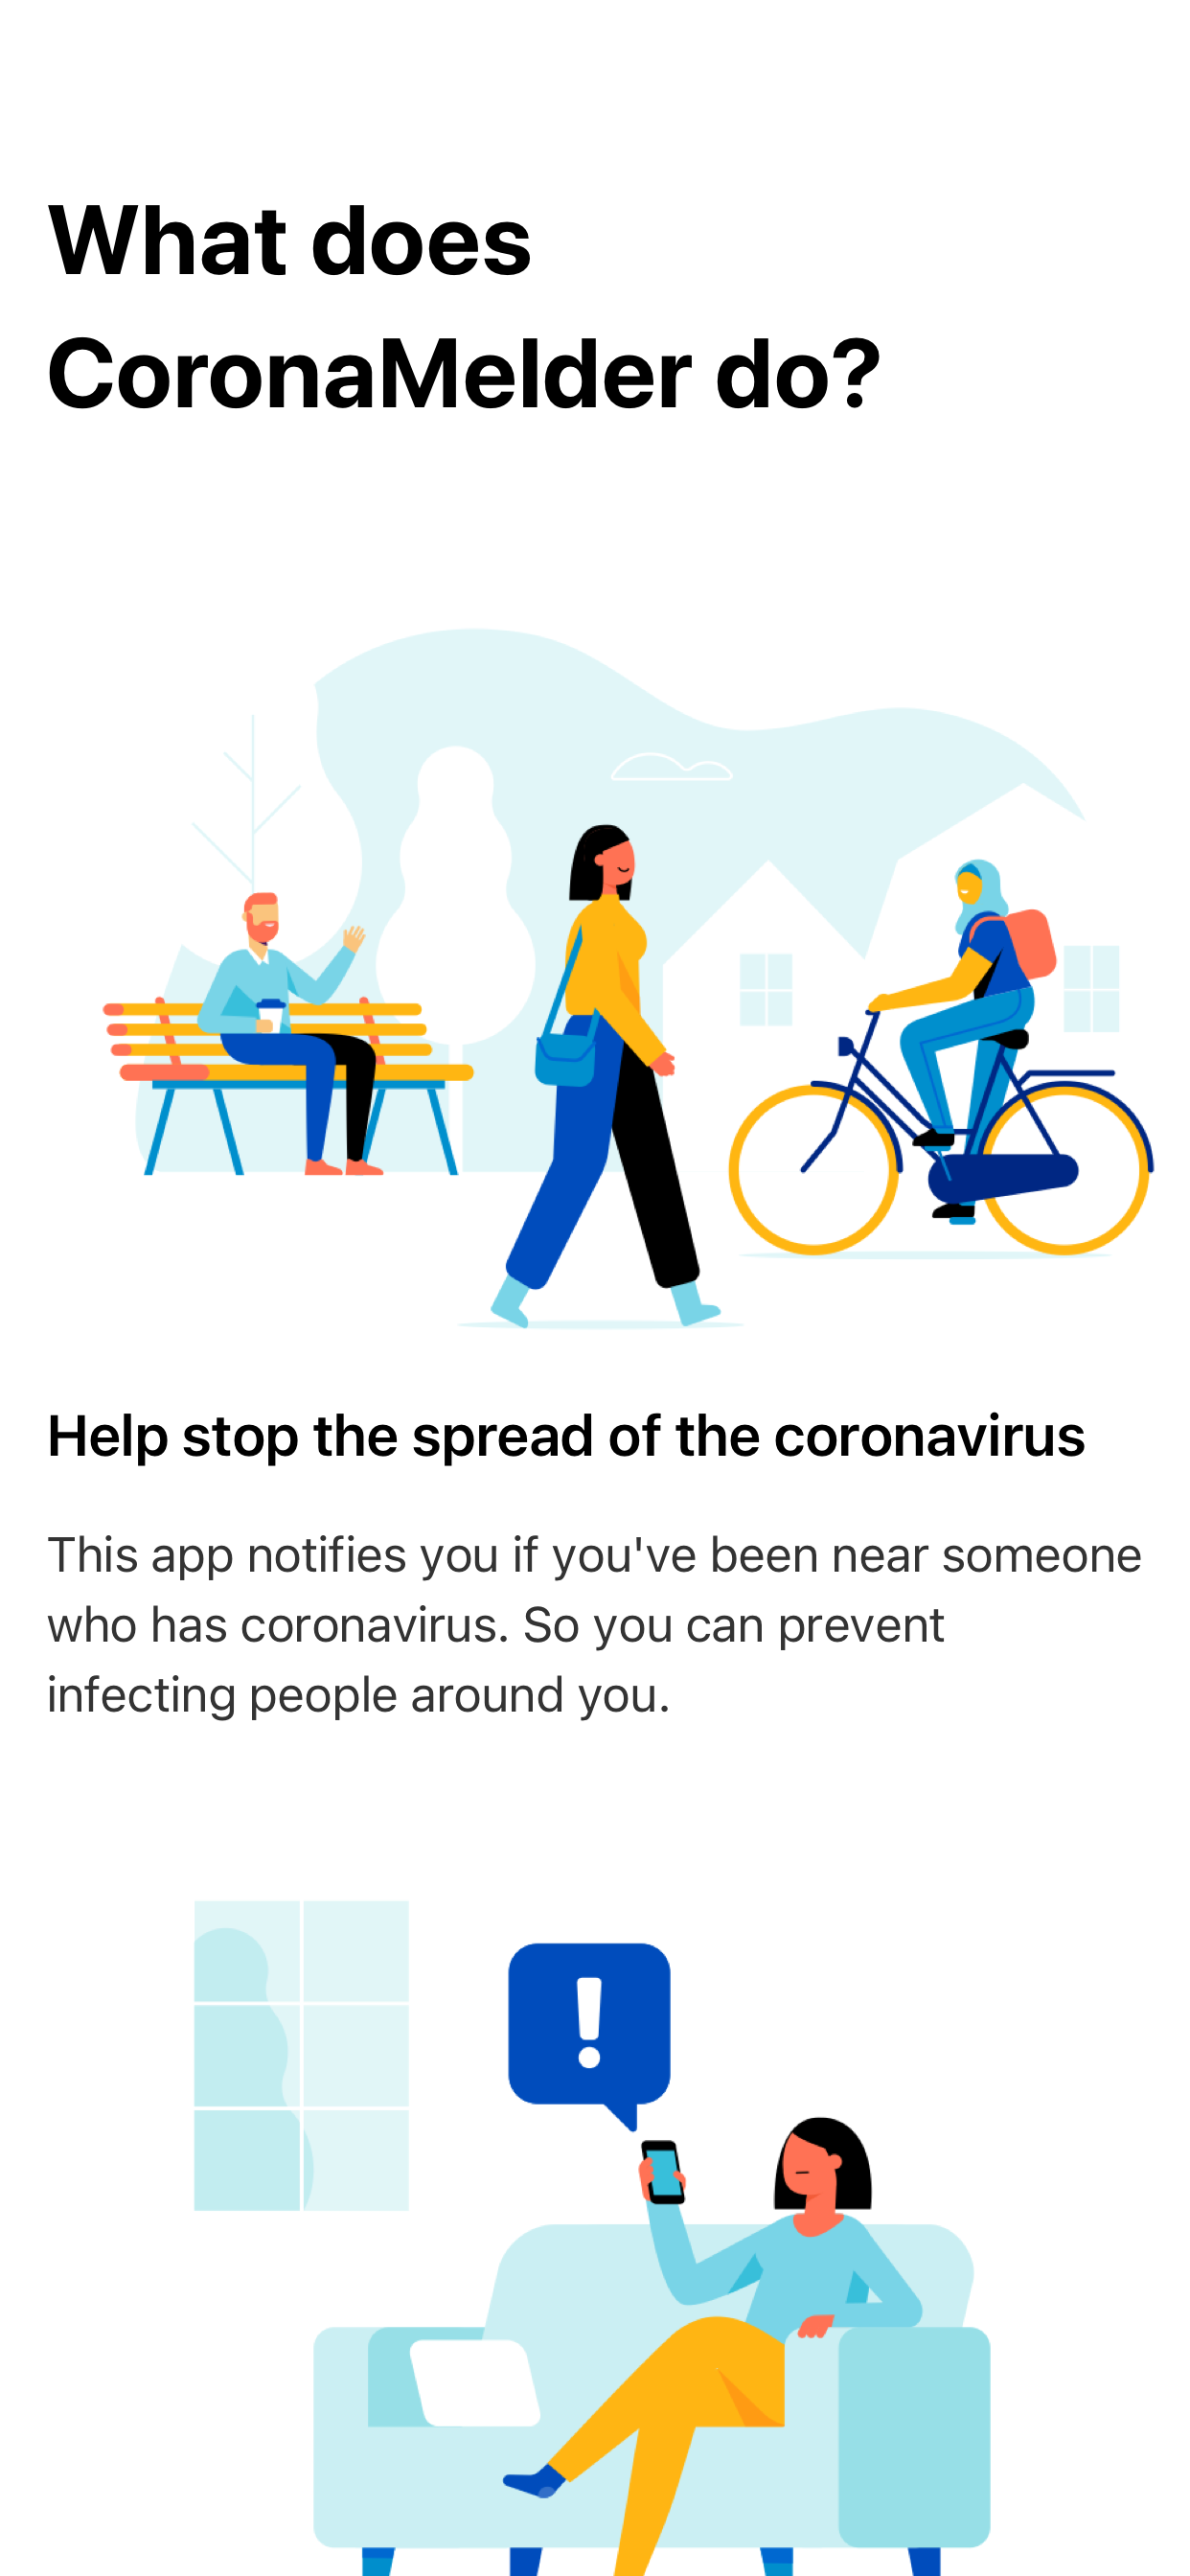 What does
CoronaMelder do?
Help stop the spread of the coronavirus
This app notifies you if you've been near someone
who has coronavirus. So you can prevent
infecting people around you.
!